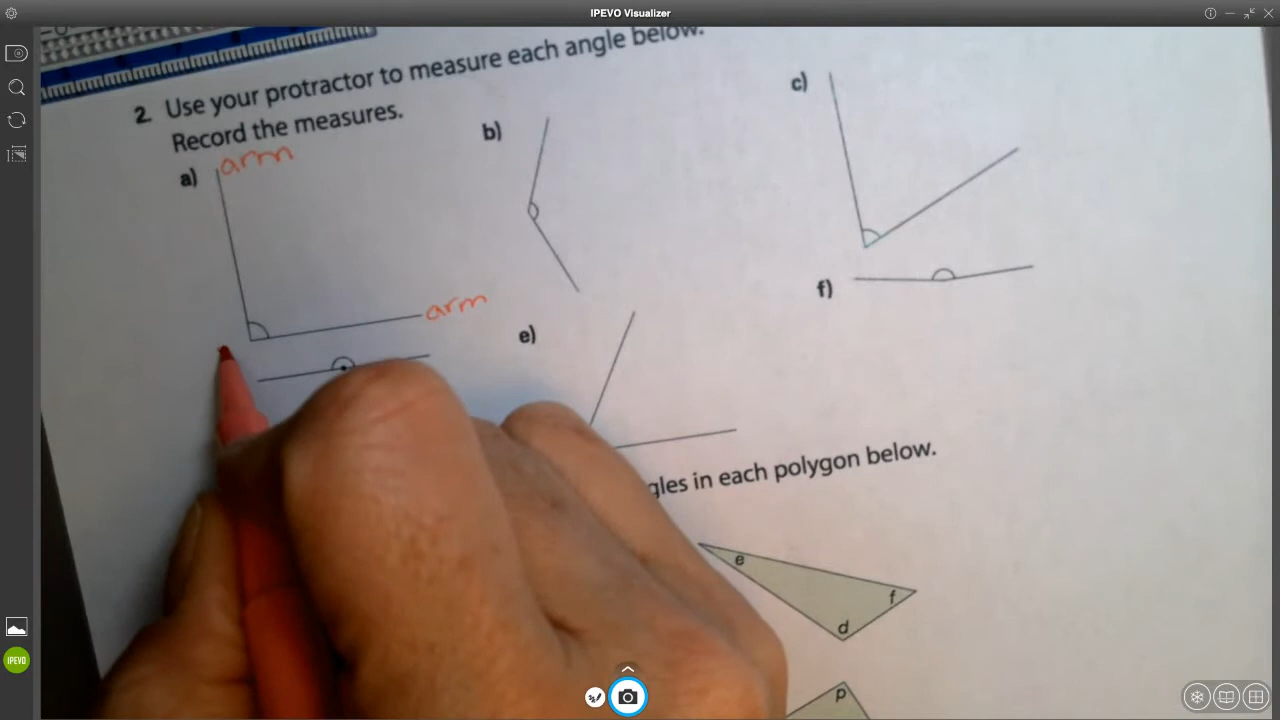 IPEVO Visualizer
2. Use your protractor to measure each angle below.
Record the measures.
a) arm
b)
c)
arm
e)
f)
gles in each polygon below.
e
f
d
p
IPEVO